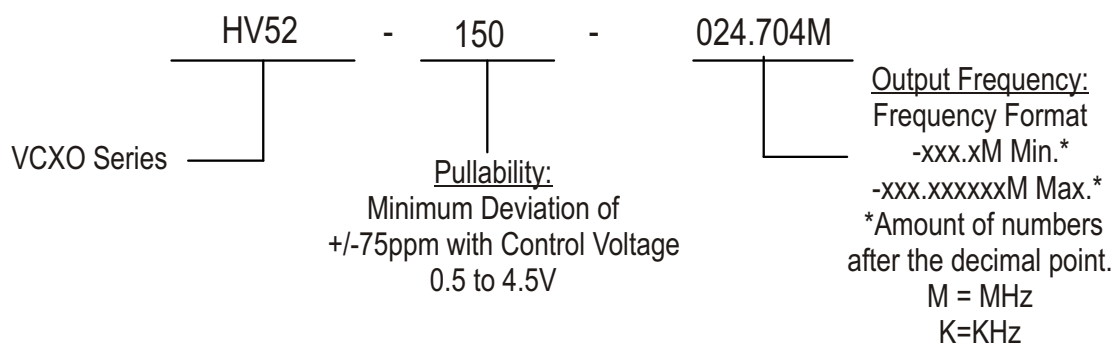 HV52 - 150 - 024.704M
VCXO Series
Pullability:
Minimum Deviation of
+/-75ppm with Control Voltage
0.5 to 4.5V
Output Frequency:
Frequency Format
-xxx.xM Min.*
-xxx.xxxxxxM Max.*
*Amount of numbers
after the decimal point.
M = MHz
K=KHz